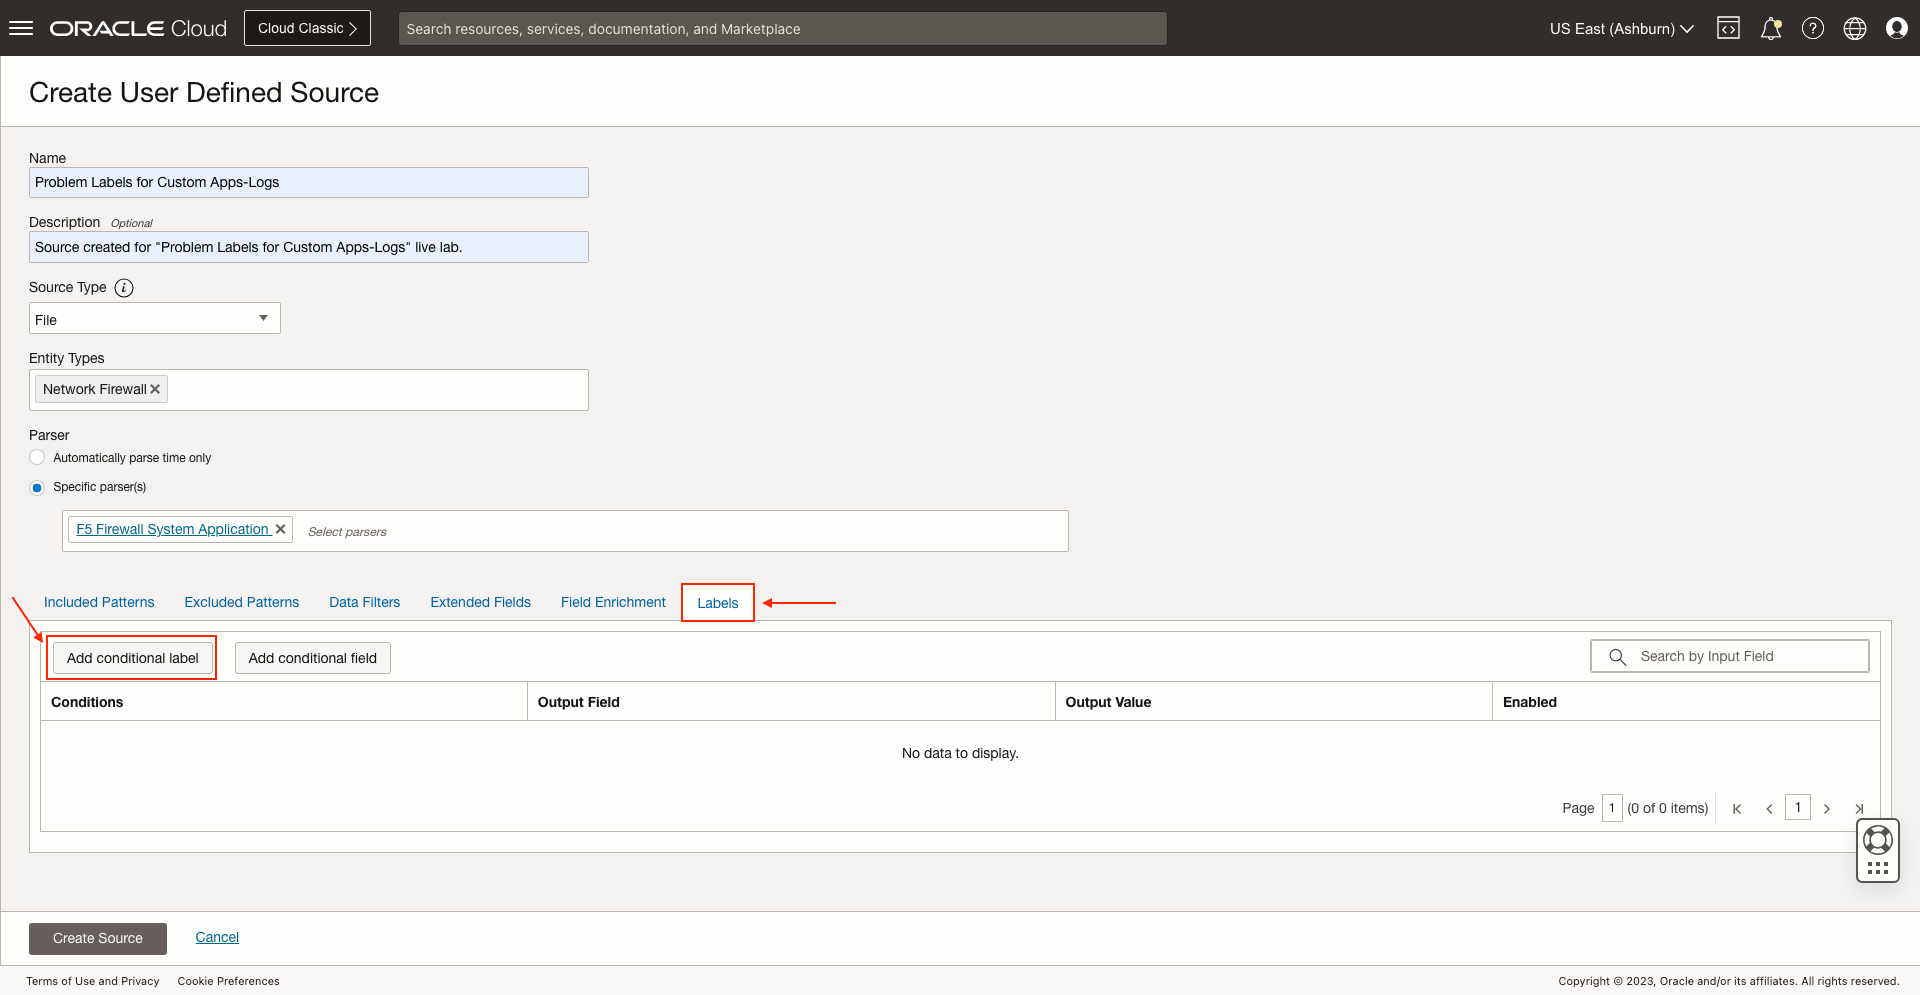 ORACLE Cloud
Cloud Classic
Search resources, services, documentation, and Marketplace
US East (Ashburn)
Create User Defined Source
Name
Problem Labels for Custom Apps-Logs
Description Optional
Source created for "Problem Labels for Custom Apps-Logs" live lab.
Source Type
File
Entity Types
Network Firewall
Parser
Automatically parse time only
Specific parser(s)
F5 Firewall System Application Select parsers
Included Patterns Excluded Patterns Data Filters Extended Fields Field Enrichment Labels
Add conditional label Add conditional field Search by Input Field
Conditions Output Field Output Value Enabled
No data to display.
Page 1 (0 of 0 items) 1
Create Source Cancel
Terms of Use and Privacy Cookie Preferences Copyright © 2023, Oracle and/or its affiliates. All rights reserved.